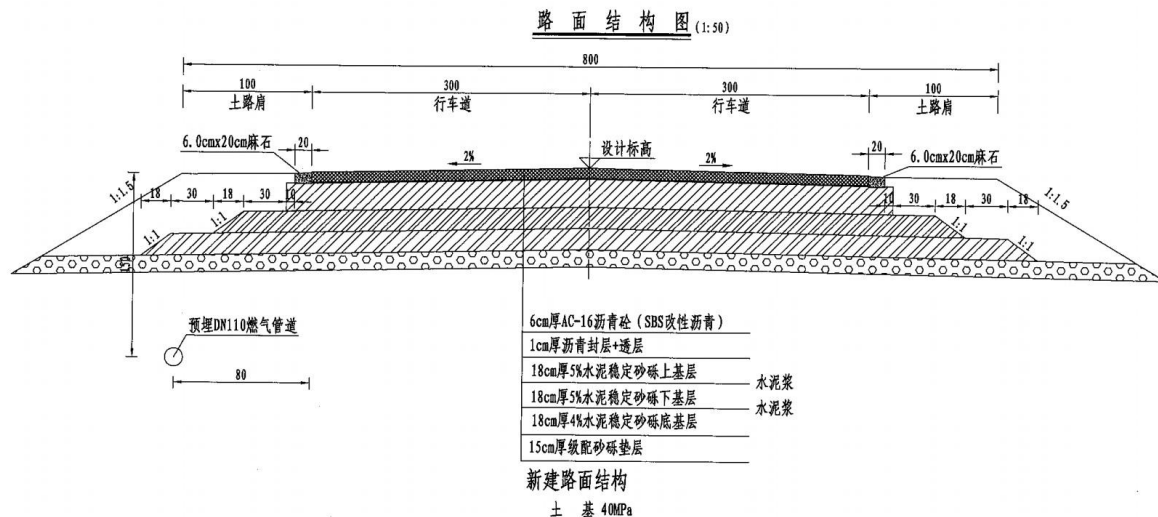 路 面 结 构 图(1:50)
800
100 300 300 100
土路肩 行车道 行车道 土路肩
6.0cmx20cm麻石 20 2% 设计标高 2% 20 6.0cmx20cm麻石
1:1.5 18 30 18 30 10 10 30 18 30 18 1:1.5
1:1 1:1
1:1 1:1
预埋DN110燃气管道
80
6cm厚AC-16沥青砼（SBS改性沥青）
1cm厚沥青封层+透层
18cm厚5%水泥稳定砂砾上基层
水泥浆
18cm厚5%水泥稳定砂砾下基层
水泥浆
18cm厚4%水泥稳定砂砾底基层
15cm厚级配砂砾垫层
新建路面结构
土 基 40MPa